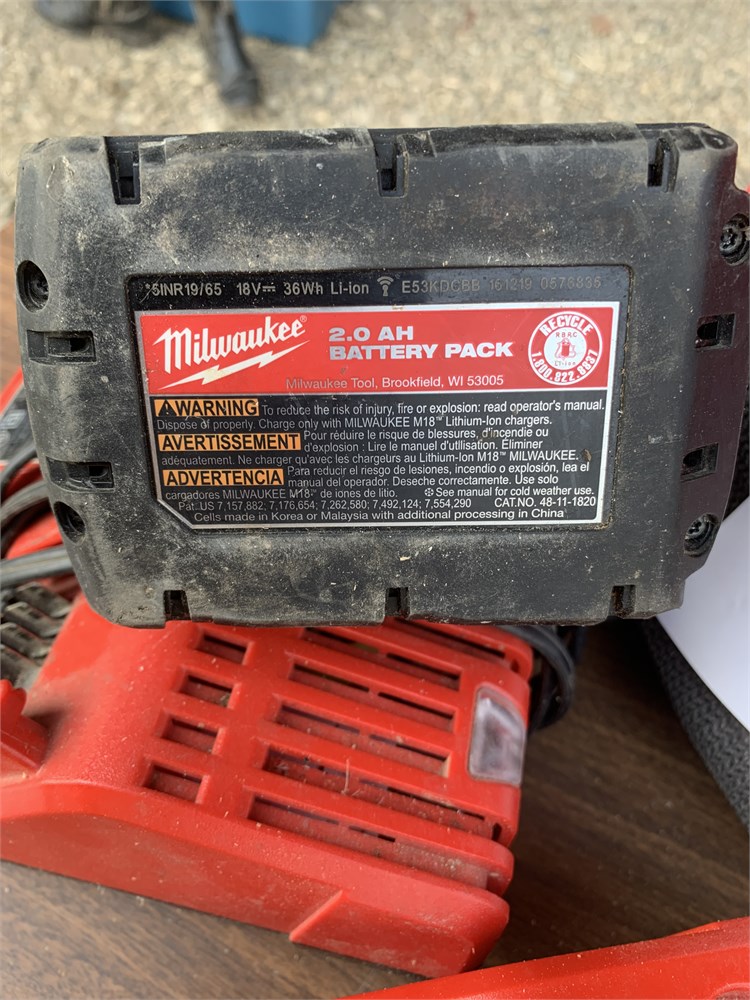 *5INR19/65 18V⎓ 36Wh Li-ion E53KDCBB 151219 0576835
Milwaukee®
2.0 AH
BATTERY PACK
Milwaukee Tool, Brookfield, WI 53005
RECYCLE
RBRC
Li-ion
1.800.822.8837
WARNING To reduce the risk of injury, fire or explosion: read operator's manual.
Dispose of properly. Charge only with MILWAUKEE M18™ Lithium-Ion chargers.
AVERTISSEMENT Pour réduire le risque de blessures, d'incendie ou
d'explosion : Lire le manuel d'utilisation. Éliminer
adéquatement. Ne charger qu'avec les chargeurs au Lithium-Ion M18™ MILWAUKEE.
ADVERTENCIA Para reducir el riesgo de lesiones, incendio o explosión, lea el
manual del operador. Deseche correctamente. Use solo
cargadores MILWAUKEE M18™ de iones de litio. ❄ See manual for cold weather use.
Pat. US 7,157,882; 7,176,654; 7,262,580; 7,492,124; 7,554,290 CAT.NO. 48-11-1820
Cells made in Korea or Malaysia with additional processing in China